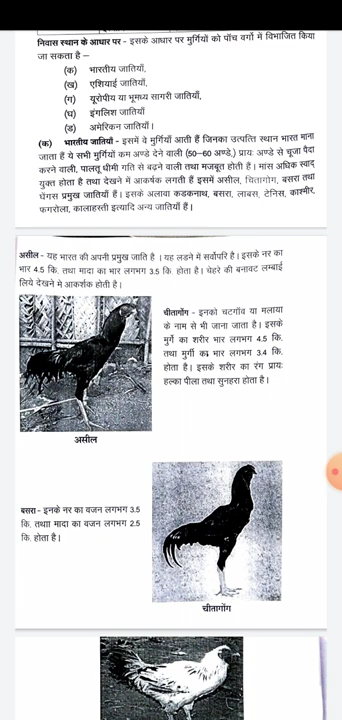 निवास स्थान के आधार पर - इसके आधार पर मुर्गियों को पाँच वर्गो में विभाजित किया
जा सकता है –
(क) भारतीय जातियाँ,
(ख) एशियाई जातियाँ,
(ग) यूरोपीय या भूमध्य सागरी जातियाँ,
(घ) इंगलिश जातियाँ
(ड) अमेरिकन जातियाँ।
(क) भारतीय जातियाँ - इसमें वे मुर्गियाँ आती हैं जिनका उत्पत्ति स्थान भारत माना
जाता हैं ये सभी मुर्गियाँ कम अण्डे देने वाली (50–60 अण्डे.) प्रायः अण्डे से चूजा पैदा
करने वाली, पालतू धीमी गति से बढने वाली तथा मजबूत होती हैं। मांस अधिक स्वाद
युक्त होता है तथा देखने में आकर्षक लगती हैं इसमें असील, चितागोंग, बसरा तथा
घेंगस प्रमुख जातियाँ हैं। इसके अलावा कडकनाथ, बसरा, लाबस, टेनिस, काश्मीर,
फगरोला, कालाहस्ती इत्यादि अन्य जातियाँ हैं।
असील - यह भारत की अपनी प्रमुख जाति है । यह लडने में सर्वोपरि है। इसके नर का
भार 4.5 कि. तथा मादा का भार लगभग 3.5 कि. होता है। चेहरे की बनावट लम्बाई
लिये देखने मे आकर्शक होती है।
चीतागोंग - इनको चटगॉंव या मलाया
के नाम से भी जाना जाता है। इसके
मुर्गे का शरीर भार लगभग 4.5 कि.
तथा मुर्गी का भार लगभग 3.4 कि.
होता है। इसके शरीर का रंग प्रायः
हल्का पीला तथा सुनहरा होता है।
असील
बसरा - इनके नर का वजन लगभग 3.5
कि. तथाा मादा का वजन लगभग 2.5
कि. होता है।
चीतागोंग